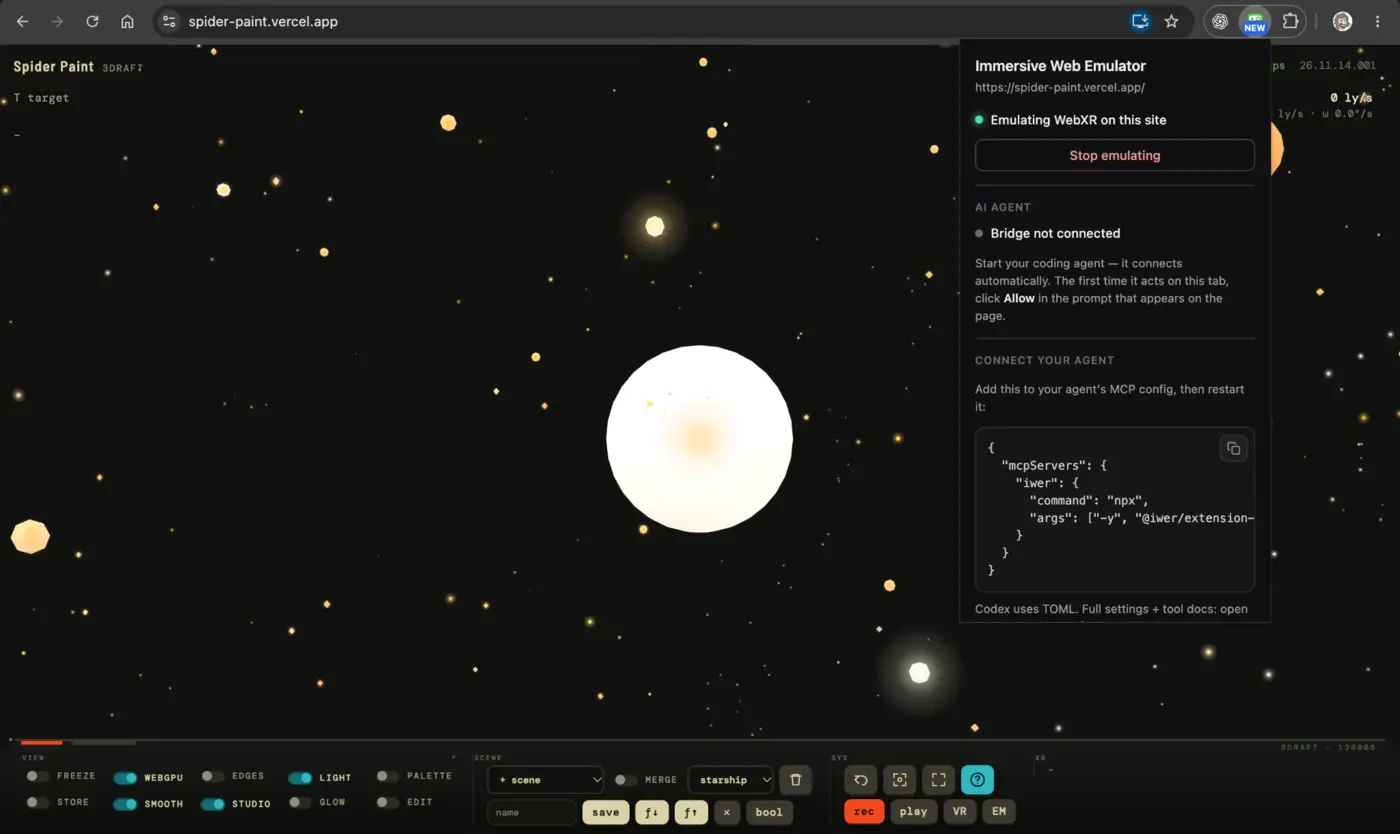 spider-paint.vercel.app
NEW
Spider Paint 3DRAFT
T target
–
ps 26.11.14.001
0 ly/s
ly/s · ω 0.0°/s
Immersive Web Emulator
https://spider-paint.vercel.app/
Emulating WebXR on this site
Stop emulating
AI AGENT
Bridge not connected
Start your coding agent — it connects
automatically. The first time it acts on this tab,
click Allow in the prompt that appears on the
page.
CONNECT YOUR AGENT
Add this to your agent's MCP config, then restart
it:
{
"mcpServers": {
"iwer": {
"command": "npx",
"args": ["-y", "@iwer/extension-
}
}
}
Codex uses TOML. Full settings + tool docs: open
3DRAFT · 126008
VIEW
FREEZE WEBGPU EDGES LIGHT PALETTE
STORE SMOOTH STUDIO GLOW EDIT
SCENE
+ scene MERGE starship
name save ƒ↓ ƒ↑ × bool
SYS
?
rec play VR EM
XR
–